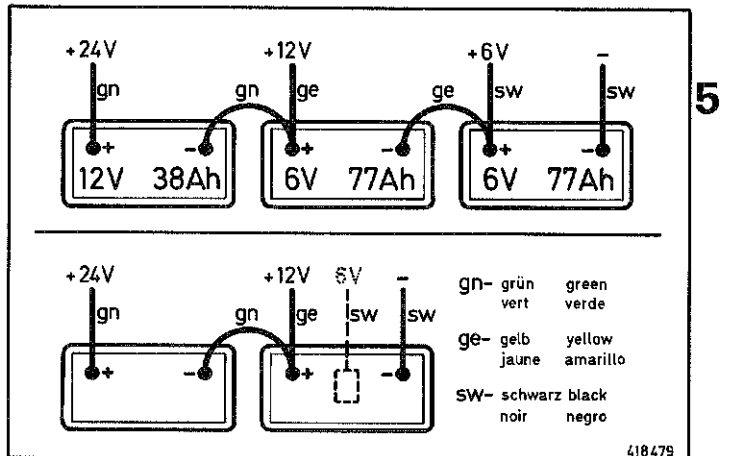 +24V +12V +6V –
gn gn ge ge sw sw
+ – + – + –
12V 38Ah 6V 77Ah 6V 77Ah
5
+24V +12V 6V –
gn gn ge sw sw
+ – + –
gn– grün green
vert verde
ge– gelb yellow
jaune amarillo
sw– schwarz black
noir negro
418479